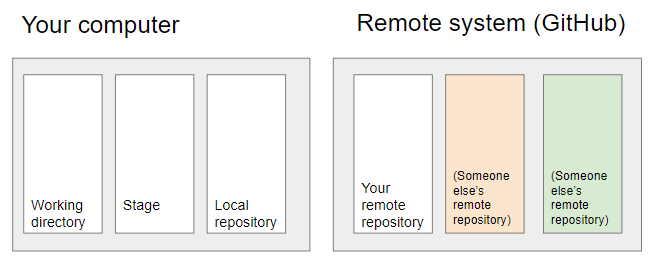 Your computer
Remote system (GitHub)
Working
directory
Stage
Local
repository
Your
remote
repository
(Someone
else's
remote
repository)
(Someone
else's
remote
repository)